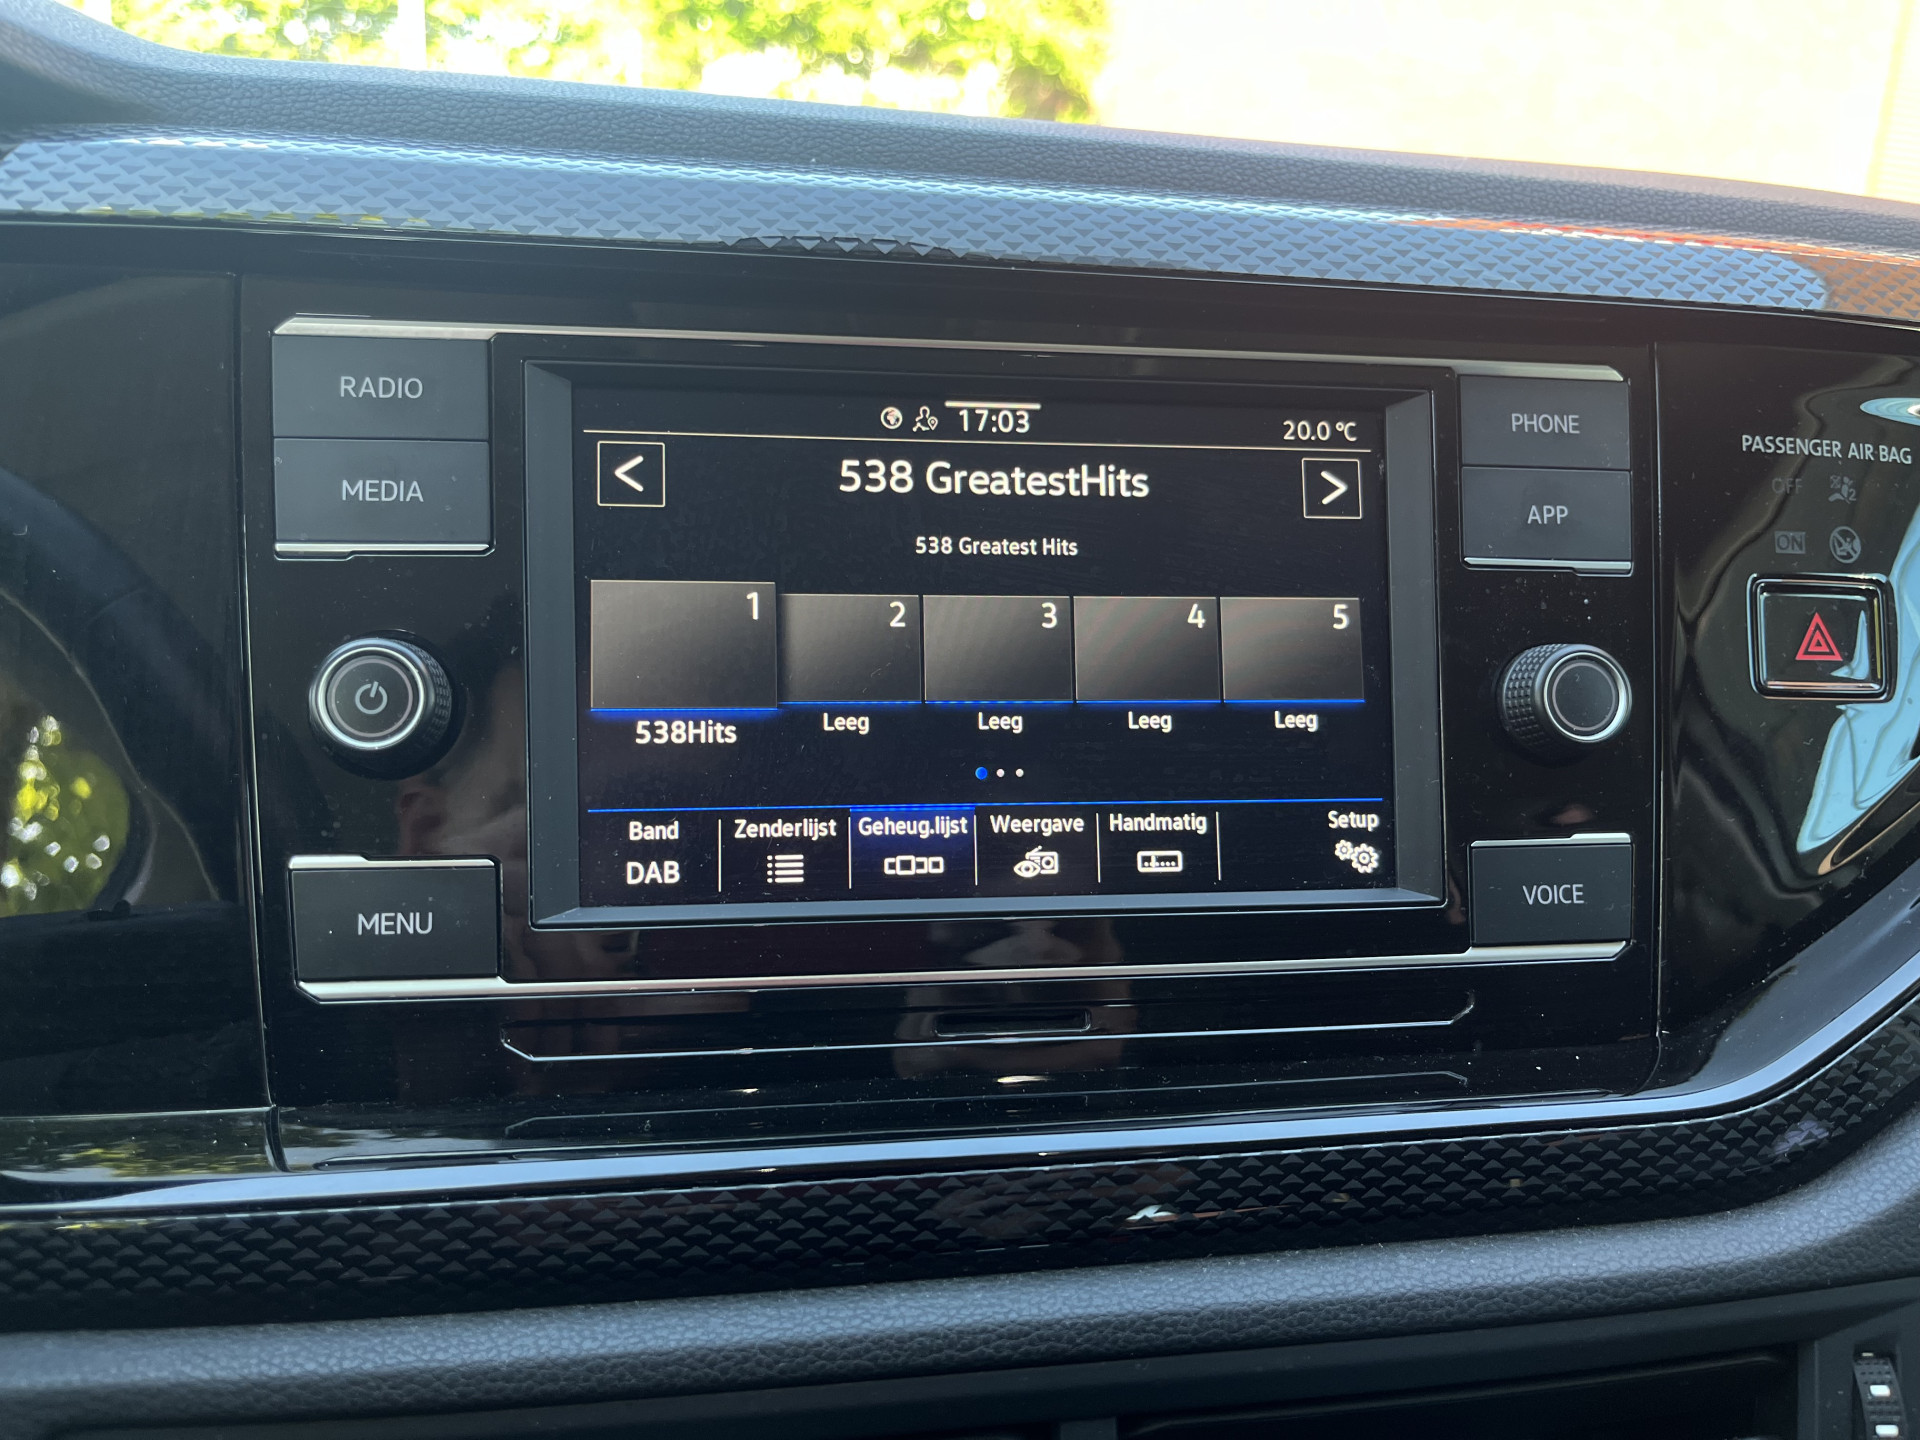 RADIO
MEDIA
MENU
17:03
20.0 °C
<
538 GreatestHits
>
538 Greatest Hits
1
2
3
4
5
538Hits
Leeg
Leeg
Leeg
Leeg
Band
DAB
Zenderlijst
Geheug.lijst
Weergave
Handmatig
Setup
PHONE
APP
VOICE
PASSENGER AIR BAG
OFF
ON